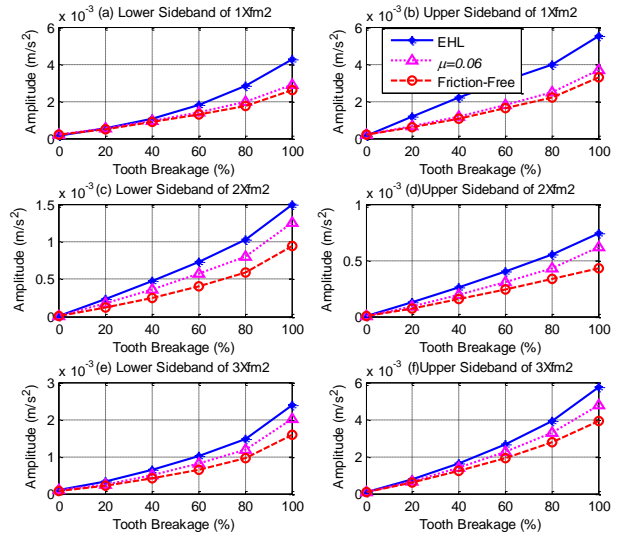 x 10⁻³ (a) Lower Sideband of 1Xfm2
Amplitude (m/s²)
6
4
2
0
0 20 40 60 80 100
Tooth Breakage (%)
x 10⁻³ (b) Upper Sideband of 1Xfm2
Amplitude (m/s²)
6
4
2
0
EHL
μ=0.06
Friction-Free
0 20 40 60 80 100
Tooth Breakage (%)
x 10⁻³ (c) Lower Sideband of 2Xfm2
Amplitude (m/s²)
1.5
1
0.5
0
0 20 40 60 80 100
Tooth Breakage (%)
x 10⁻³ (d)Upper Sideband of 2Xfm2
Amplitude (m/s²)
1
0.5
0
0 20 40 60 80 100
Tooth Breakage (%)
x 10⁻³ (e) Lower Sideband of 3Xfm2
Amplitude (m/s²)
3
2
1
0
0 20 40 60 80 100
Tooth Breakage (%)
x 10⁻³ (f)Upper Sideband of 3Xfm2
Amplitude (m/s²)
6
4
2
0
0 20 40 60 80 100
Tooth Breakage (%)